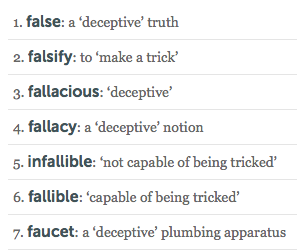 1. false: a ‘deceptive’ truth
2. falsify: to ‘make a trick’
3. fallacious: ‘deceptive’
4. fallacy: a ‘deceptive’ notion
5. infallible: ‘not capable of being tricked’
6. fallible: ‘capable of being tricked’
7. faucet: a ‘deceptive’ plumbing apparatus